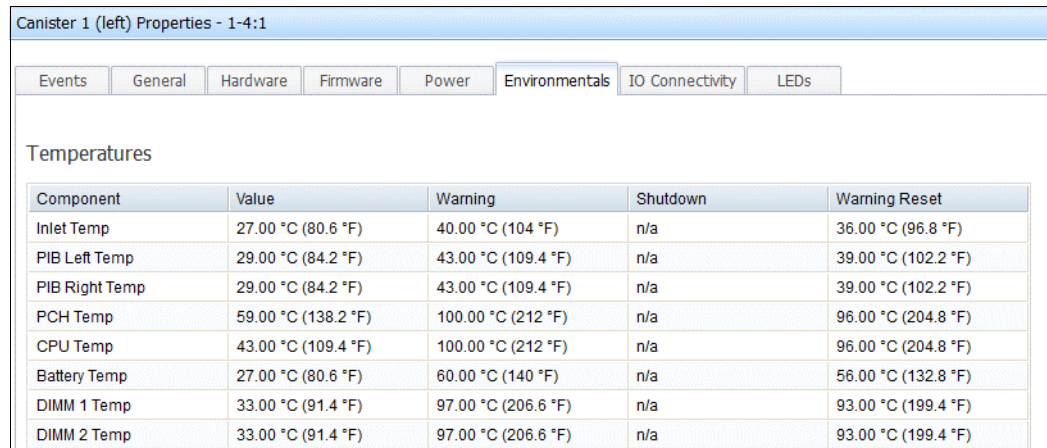 Canister 1 (left) Properties - 1-4:1
Events General Hardware Firmware Power Environmentals IO Connectivity LEDs
Temperatures
Component Value Warning Shutdown Warning Reset
Inlet Temp 27.00 °C (80.6 °F) 40.00 °C (104 °F) n/a 36.00 °C (96.8 °F)
PIB Left Temp 29.00 °C (84.2 °F) 43.00 °C (109.4 °F) n/a 39.00 °C (102.2 °F)
PIB Right Temp 29.00 °C (84.2 °F) 43.00 °C (109.4 °F) n/a 39.00 °C (102.2 °F)
PCH Temp 59.00 °C (138.2 °F) 100.00 °C (212 °F) n/a 96.00 °C (204.8 °F)
CPU Temp 43.00 °C (109.4 °F) 100.00 °C (212 °F) n/a 96.00 °C (204.8 °F)
Battery Temp 27.00 °C (80.6 °F) 60.00 °C (140 °F) n/a 56.00 °C (132.8 °F)
DIMM 1 Temp 33.00 °C (91.4 °F) 97.00 °C (206.6 °F) n/a 93.00 °C (199.4 °F)
DIMM 2 Temp 33.00 °C (91.4 °F) 97.00 °C (206.6 °F) n/a 93.00 °C (199.4 °F)